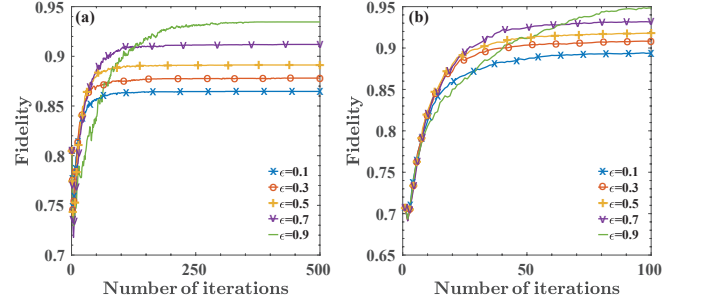 (a)
Fidelity
0.95
0.9
0.85
0.8
0.75
0.7
0
250
500
Number of iterations
ϵ=0.1
ϵ=0.3
ϵ=0.5
ϵ=0.7
ϵ=0.9
(b)
Fidelity
0.95
0.9
0.85
0.8
0.75
0.7
0.65
0
50
100
Number of iterations
ϵ=0.1
ϵ=0.3
ϵ=0.5
ϵ=0.7
ϵ=0.9